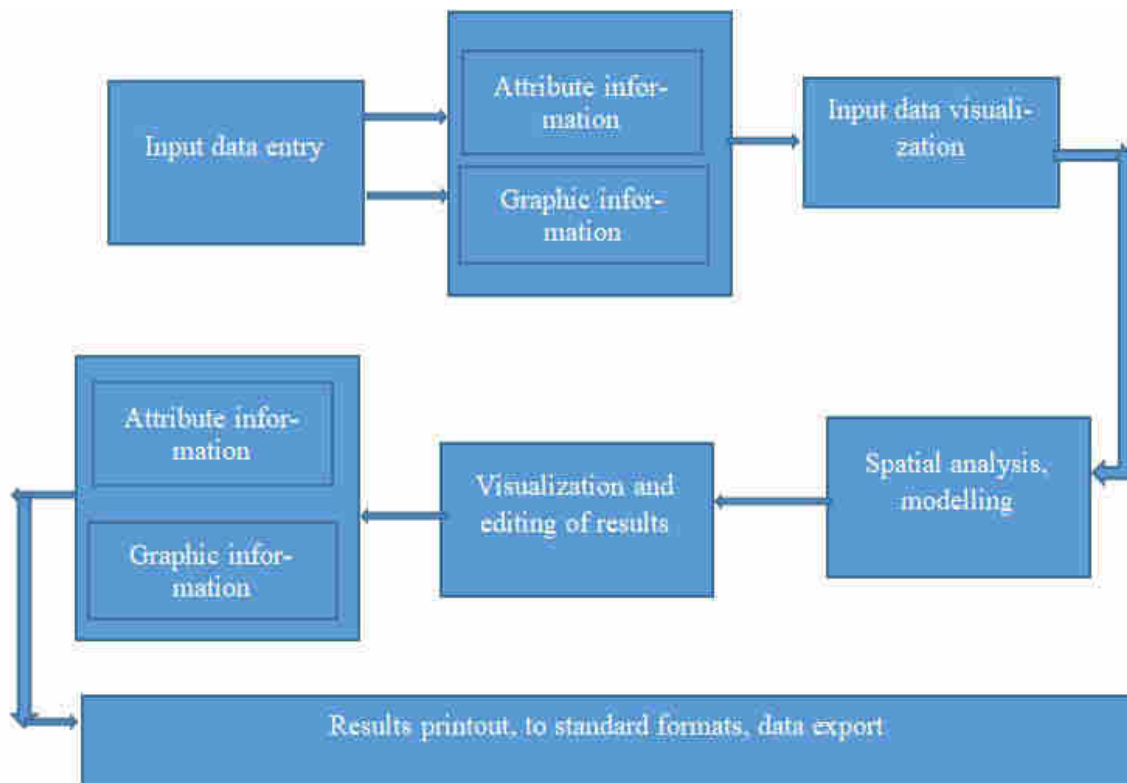 Attribute infor-
mation
Input data entry
Graphic infor-
mation
Input data visuali-
zation
Attribute infor-
mation
Graphic infor-
mation
Visualization and
editing of results
Spatial analysis,
modelling
Results printout, to standard formats, data export